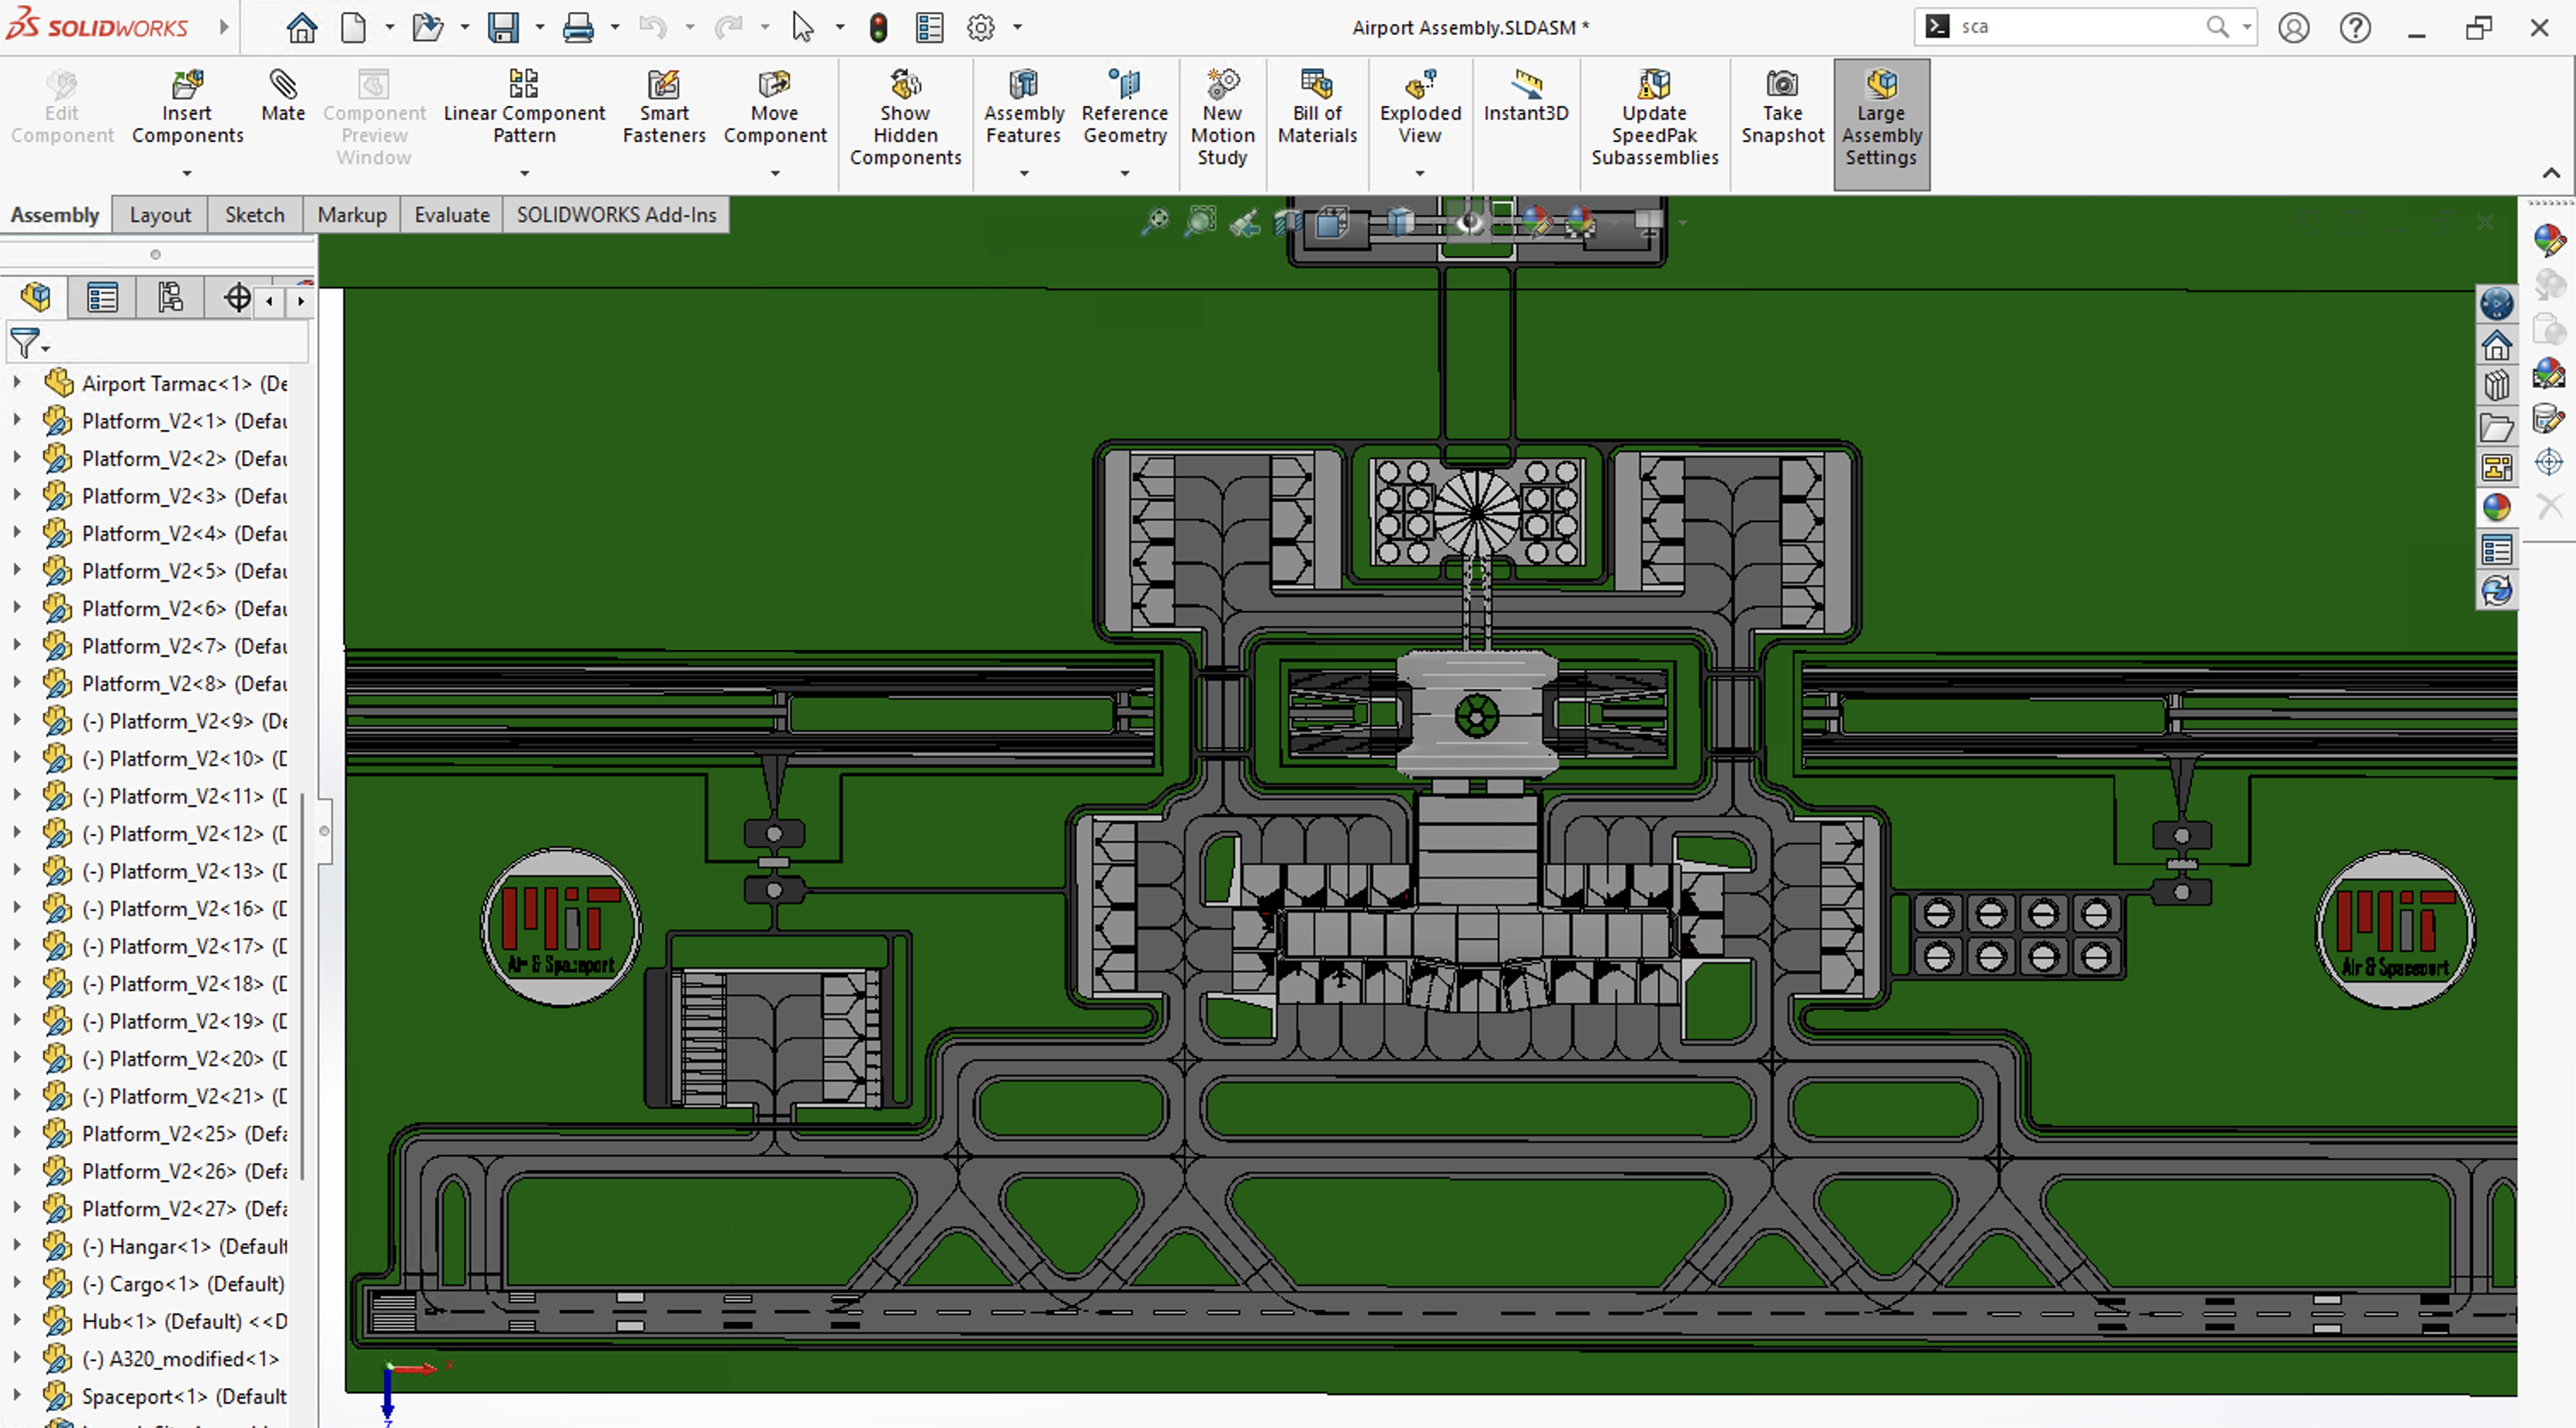 SOLIDWORKS
Airport Assembly.SLDASM *
sca
Edit Component
Insert Components
Mate
Component Preview Window
Linear Component Pattern
Smart Fasteners
Move Component
Show Hidden Components
Assembly Features
Reference Geometry
New Motion Study
Bill of Materials
Exploded View
Instant3D
Update SpeedPak Subassemblies
Take Snapshot
Large Assembly Settings
Assembly
Layout
Sketch
Markup
Evaluate
SOLIDWORKS Add-Ins
Airport Tarmac<1> (De
Platform_V2<1> (Defau
Platform_V2<2> (Defau
Platform_V2<3> (Defau
Platform_V2<4> (Defau
Platform_V2<5> (Defau
Platform_V2<6> (Defau
Platform_V2<7> (Defau
Platform_V2<8> (Defau
(-) Platform_V2<9> (De
(-) Platform_V2<10> (D
(-) Platform_V2<11> (D
(-) Platform_V2<12> (D
(-) Platform_V2<13> (D
(-) Platform_V2<16> (D
(-) Platform_V2<17> (D
(-) Platform_V2<18> (D
(-) Platform_V2<19> (D
(-) Platform_V2<20> (D
(-) Platform_V2<21> (D
Platform_V2<25> (Defa
Platform_V2<26> (Defa
Platform_V2<27> (Defa
(-) Hangar<1> (Default
(-) Cargo<1> (Default)
Hub<1> (Default) <<D
(-) A320_modified<1>
Spaceport<1> (Default
MIT
Air & Spaceport
MIT
Air & Spaceport
X
Z